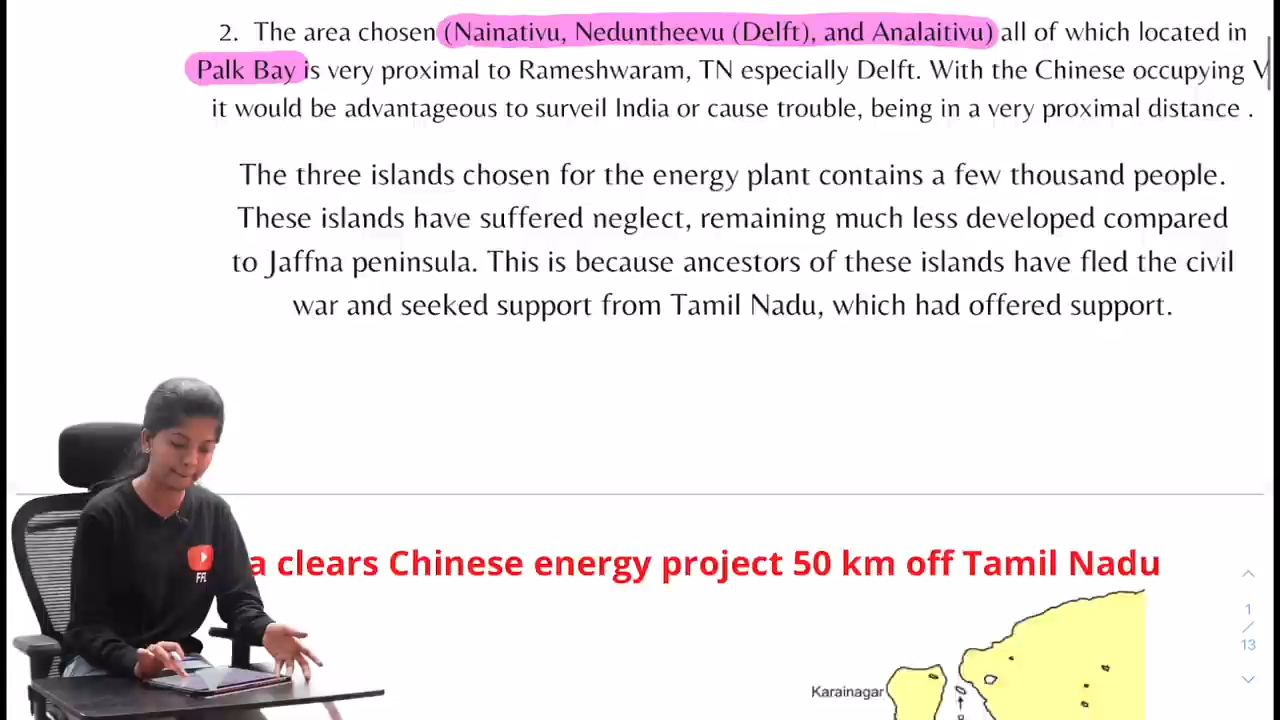 2. The area chosen (Nainativu, Neduntheevu (Delft), and Analaitivu) all of which located in
Palk Bay is very proximal to Rameshwaram, TN especially Delft. With the Chinese occupying
it would be advantageous to surveil India or cause trouble, being in a very proximal distance .
The three islands chosen for the energy plant contains a few thousand people.
These islands have suffered neglect, remaining much less developed compared
to Jaffna peninsula. This is because ancestors of these islands have fled the civil
war and seeked support from Tamil Nadu, which had offered support.
a clears Chinese energy project 50 km off Tamil Nadu
Karainagar
FFI
1
/
13